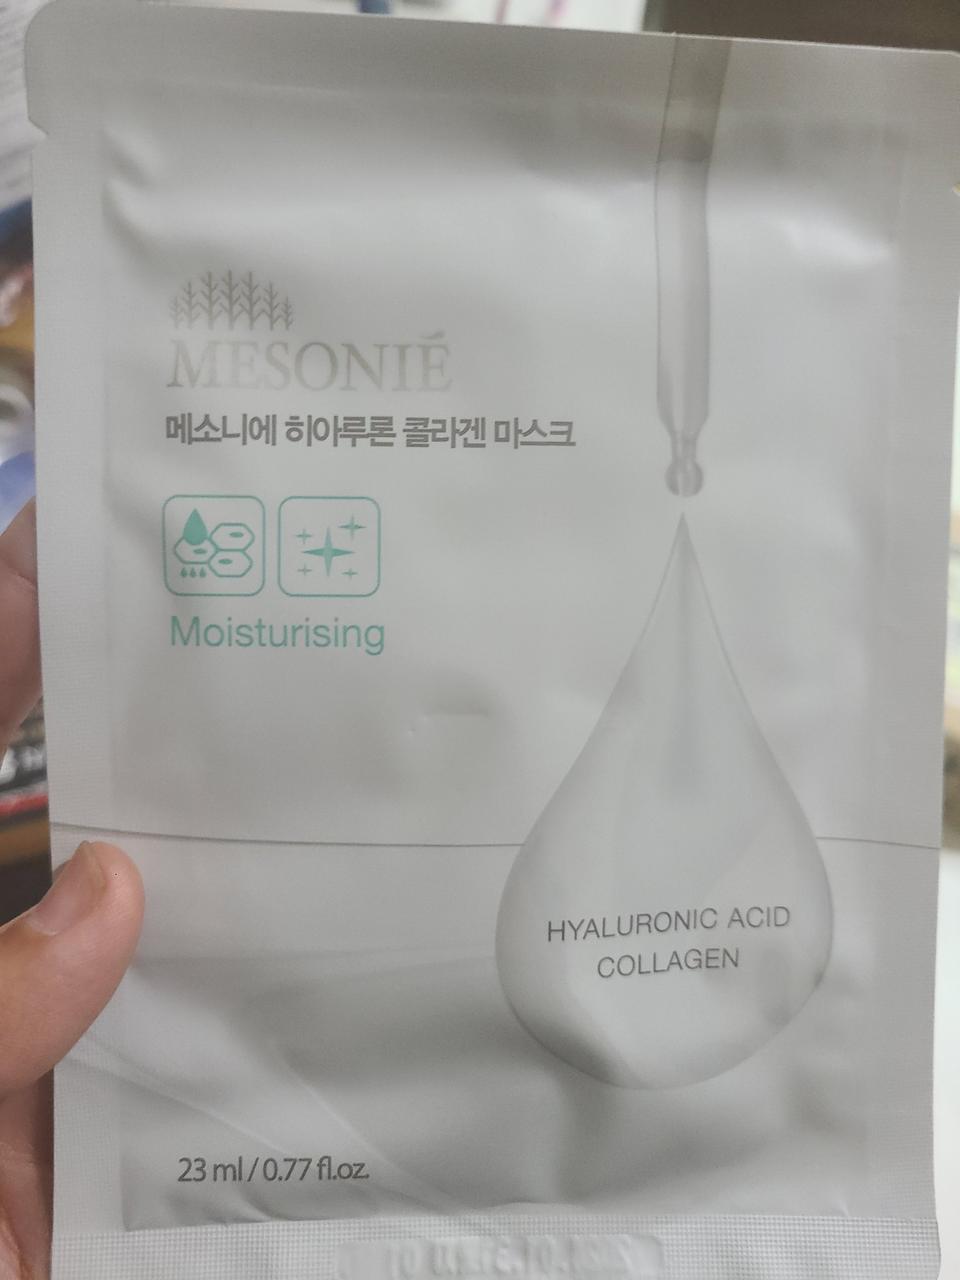 MESONIÉ
메소니에 히아루론 콜라겐 마스크
Moisturising
HYALURONIC ACID
COLLAGEN
23 ml / 0.77 fl.oz.